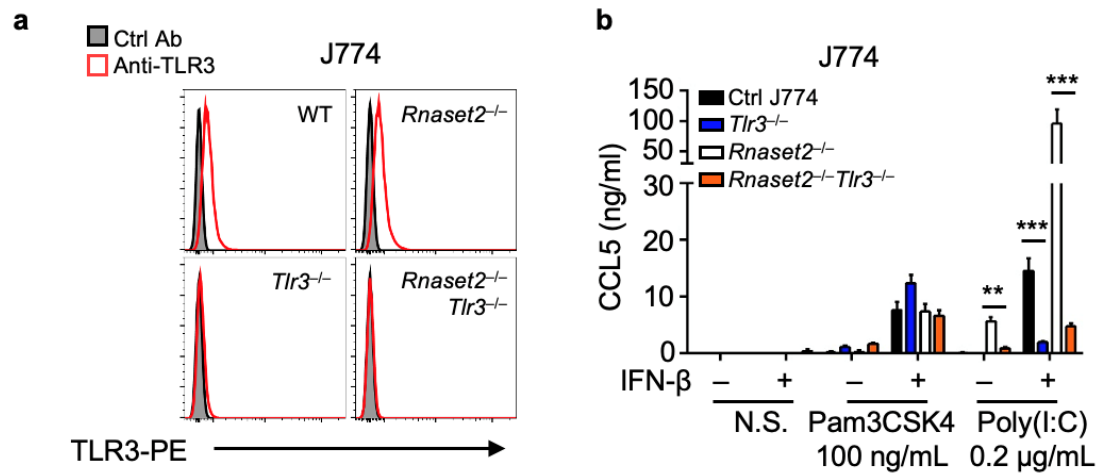 a
Ctrl Ab
Anti-TLR3
J774
WT
Rnaset2–/–
Tlr3–/–
Rnaset2–/–
Tlr3–/–
TLR3-PE
b
J774
Ctrl J774
Tlr3–/–
Rnaset2–/–
Rnaset2–/–Tlr3–/–
CCL5 (ng/ml)
150
100
50
30
20
10
0
**
***
***
IFN-β – + – + – +
N.S. Pam3CSK4 Poly(I:C)
100 ng/mL 0.2 μg/mL